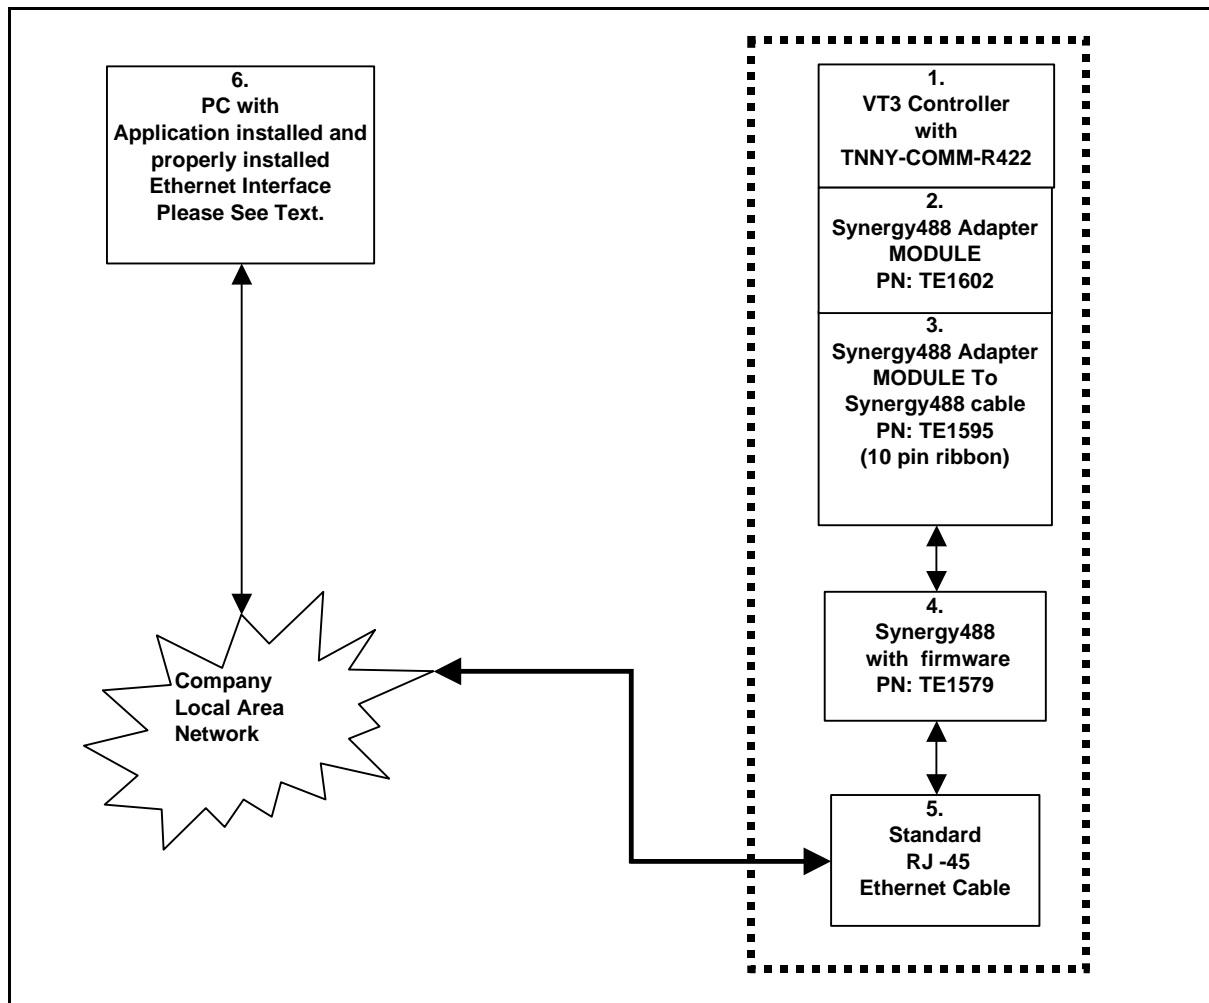 6.
PC with
Application installed and
properly installed
Ethernet Interface
Please See Text.
1.
VT3 Controller
with
TNNY-COMM-R422
2.
Synergy488 Adapter
MODULE
PN: TE1602
3.
Synergy488 Adapter
MODULE To
Synergy488 cable
PN: TE1595
(10 pin ribbon)
4.
Synergy488
with firmware
PN: TE1579
Company
Local Area
Network
5.
Standard
RJ -45
Ethernet Cable